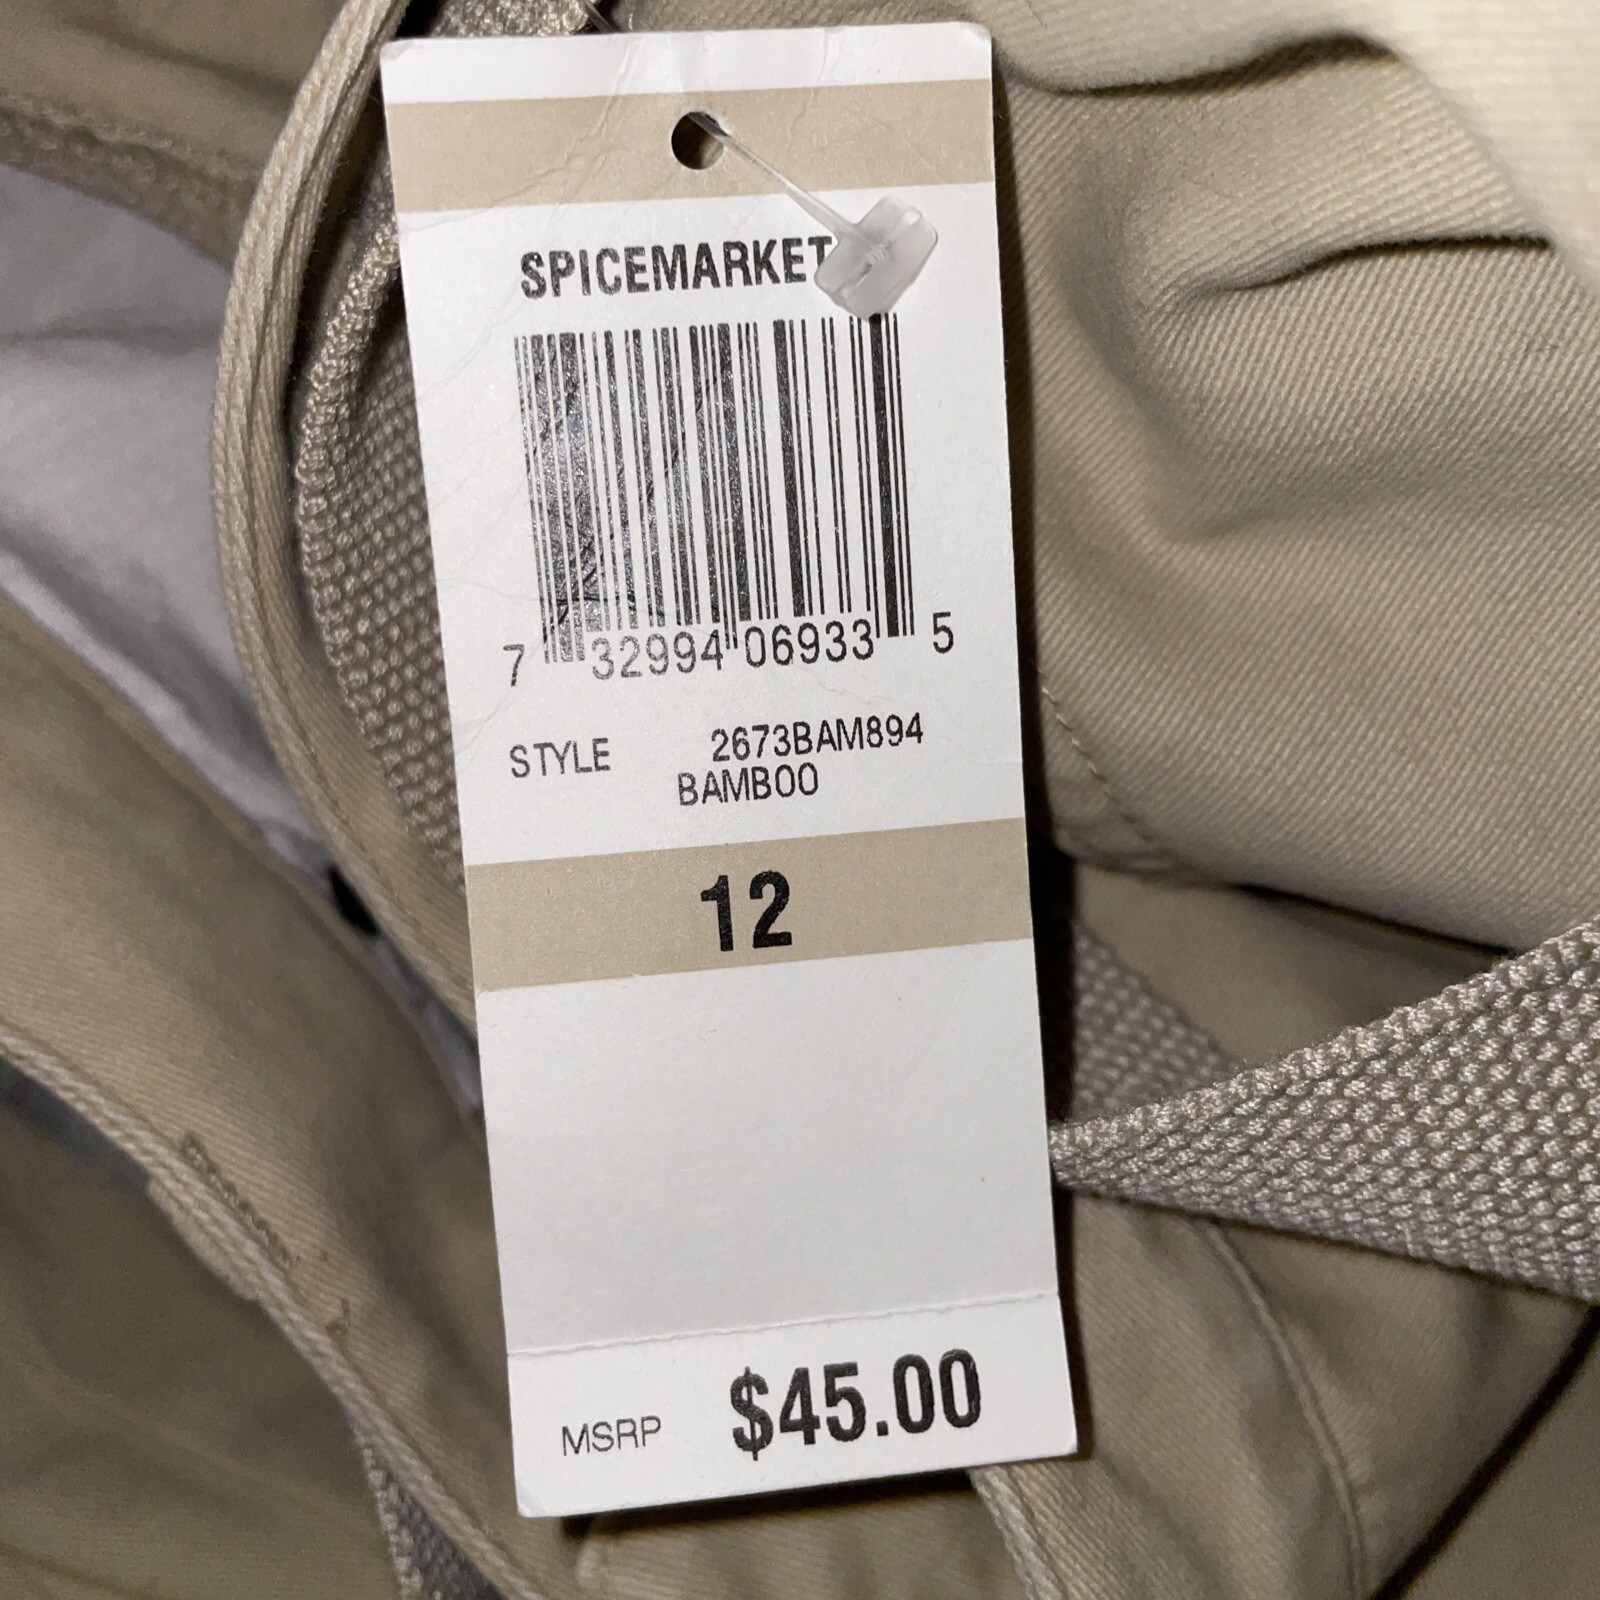 SPICEMARKET
7 32994 06933 5
STYLE 2673BAM894
BAMBOO
12
MSRP $45.00